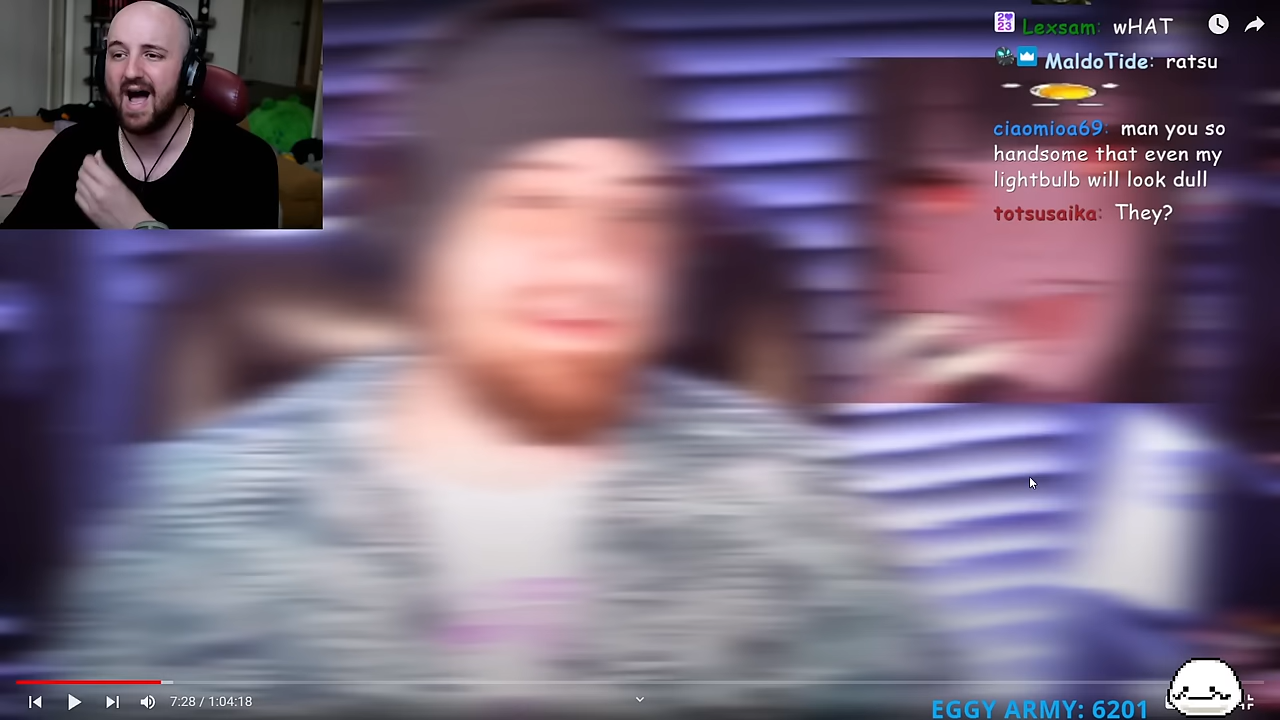 Lexsam: wHAT
MaldoTide: ratsu
ciaomioa69: man you so
handsome that even my
lightbulb will look dull
totsusaika: They?
7:28 / 1:04:18
EGGY ARMY: 6201